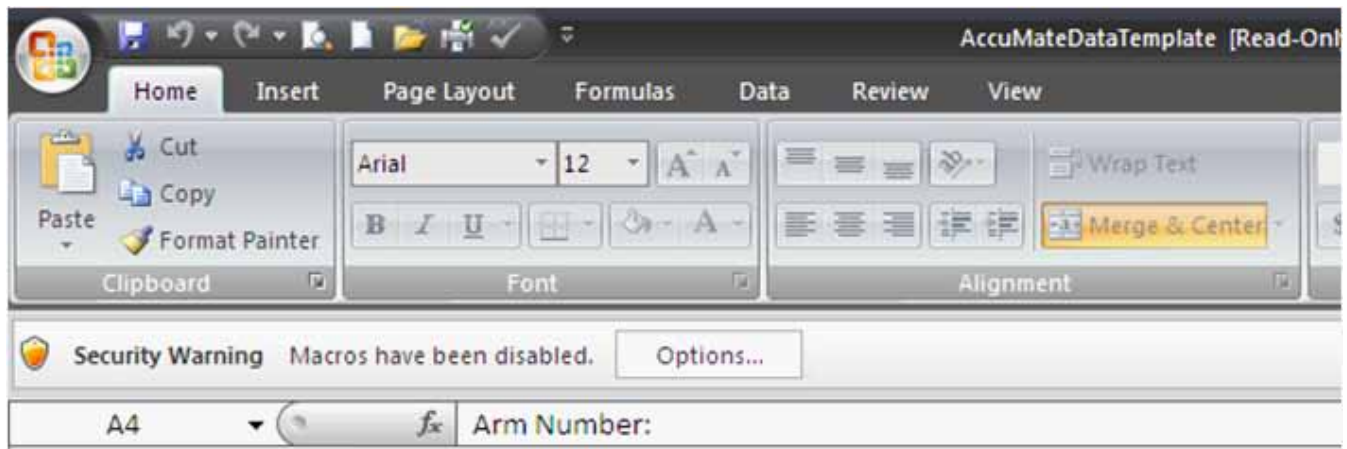 AccuMateDataTemplate [Read-Onl
Home Insert Page Layout Formulas Data Review View
Cut
Copy
Paste
Format Painter
Arial 12 A A
Wrap Text
B I U A
Merge & Center
$
Clipboard Font Alignment
Security Warning Macros have been disabled. Options...
A4 fx Arm Number: